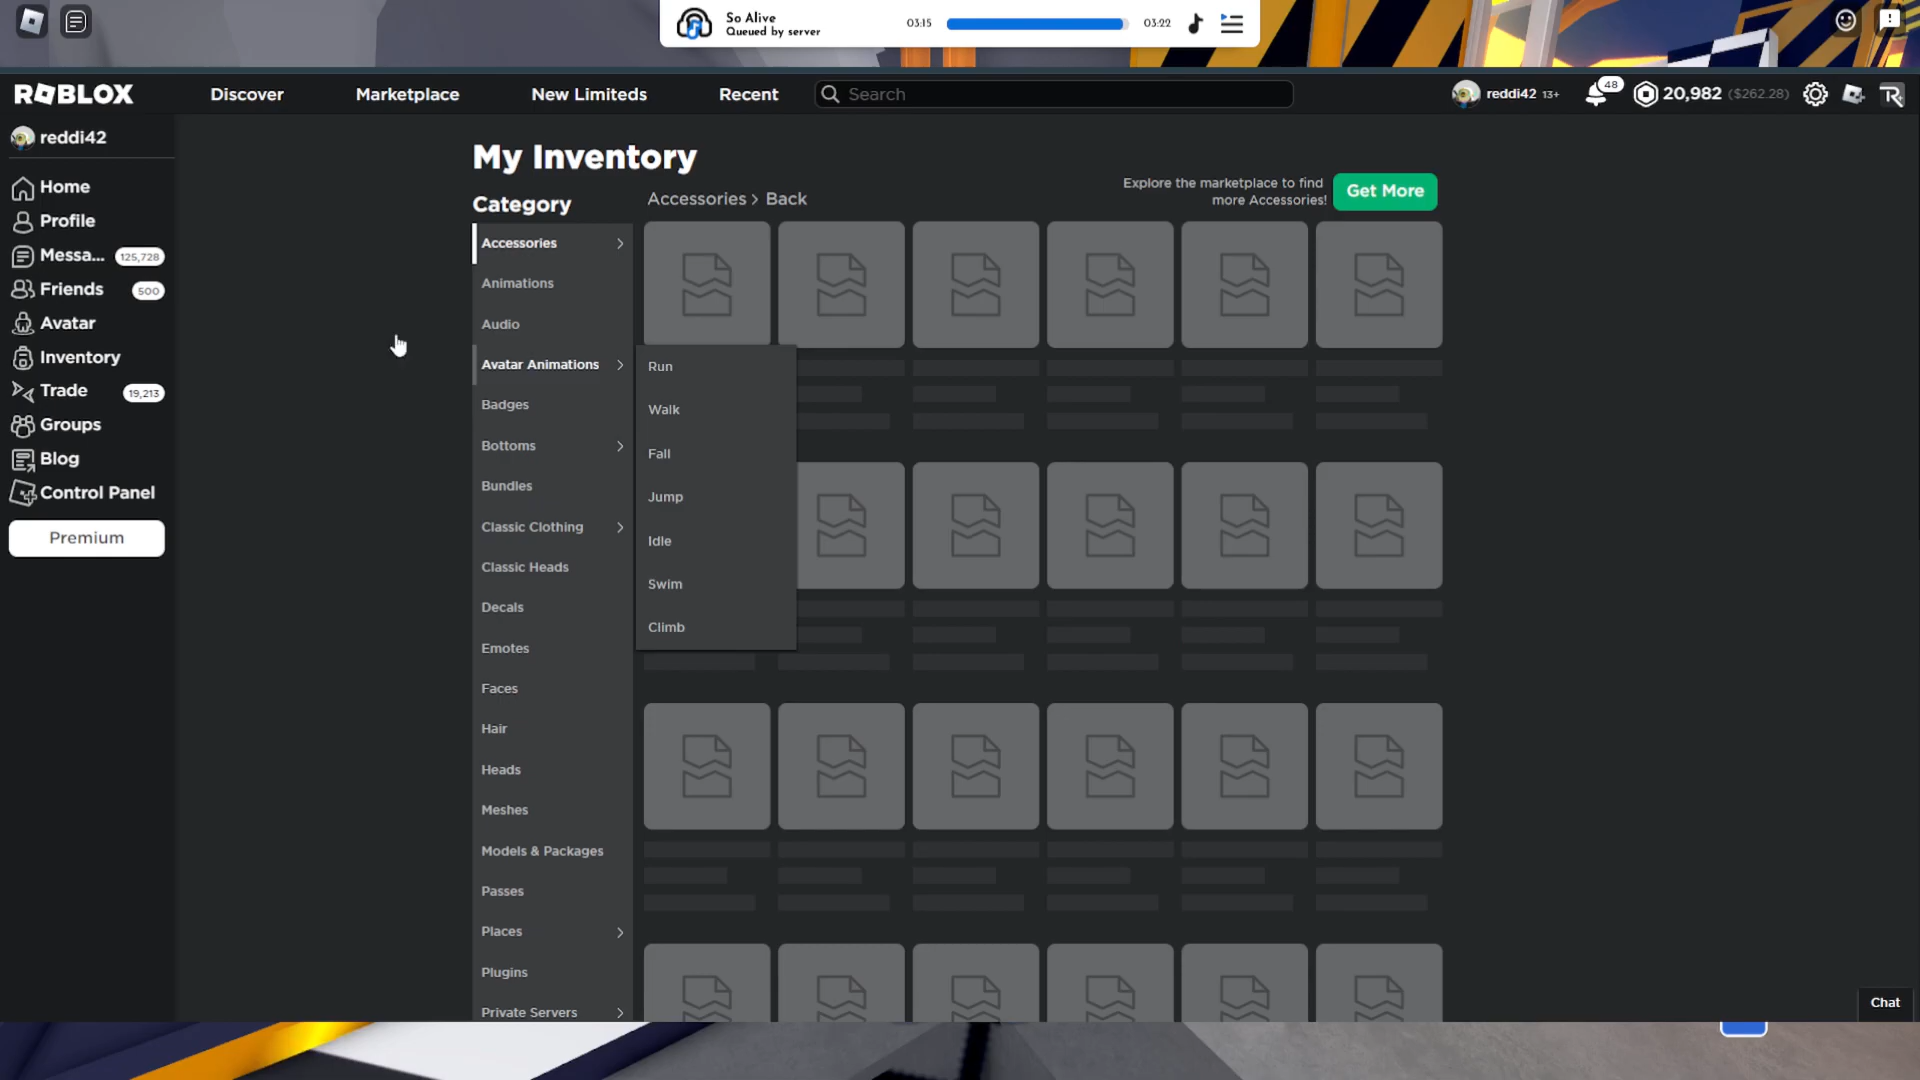 So Alive
Queued by server
03:15
03:22
ROBLOX
Discover
Marketplace
New Limiteds
Recent
Search
reddi42 13+
48
20,982 ($262.28)
reddi42
Home
Profile
Messa... 125,728
Friends 500
Avatar
Inventory
Trade 19,213
Groups
Blog
Control Panel
Premium
My Inventory
Category
Accessories
Animations
Audio
Avatar Animations
Badges
Bottoms
Bundles
Classic Clothing
Classic Heads
Decals
Emotes
Faces
Hair
Heads
Meshes
Models & Packages
Passes
Places
Plugins
Private Servers
Run
Walk
Fall
Jump
Idle
Swim
Climb
Accessories > Back
Explore the marketplace to find
more Accessories!
Get More
Chat